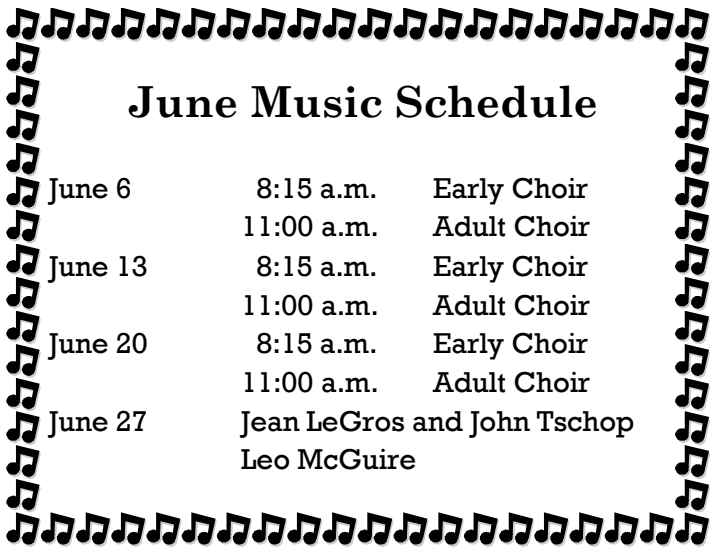 June Music Schedule
June 6 8:15 a.m. Early Choir
11:00 a.m. Adult Choir
June 13 8:15 a.m. Early Choir
11:00 a.m. Adult Choir
June 20 8:15 a.m. Early Choir
11:00 a.m. Adult Choir
June 27 Jean LeGros and John Tschop
Leo McGuire